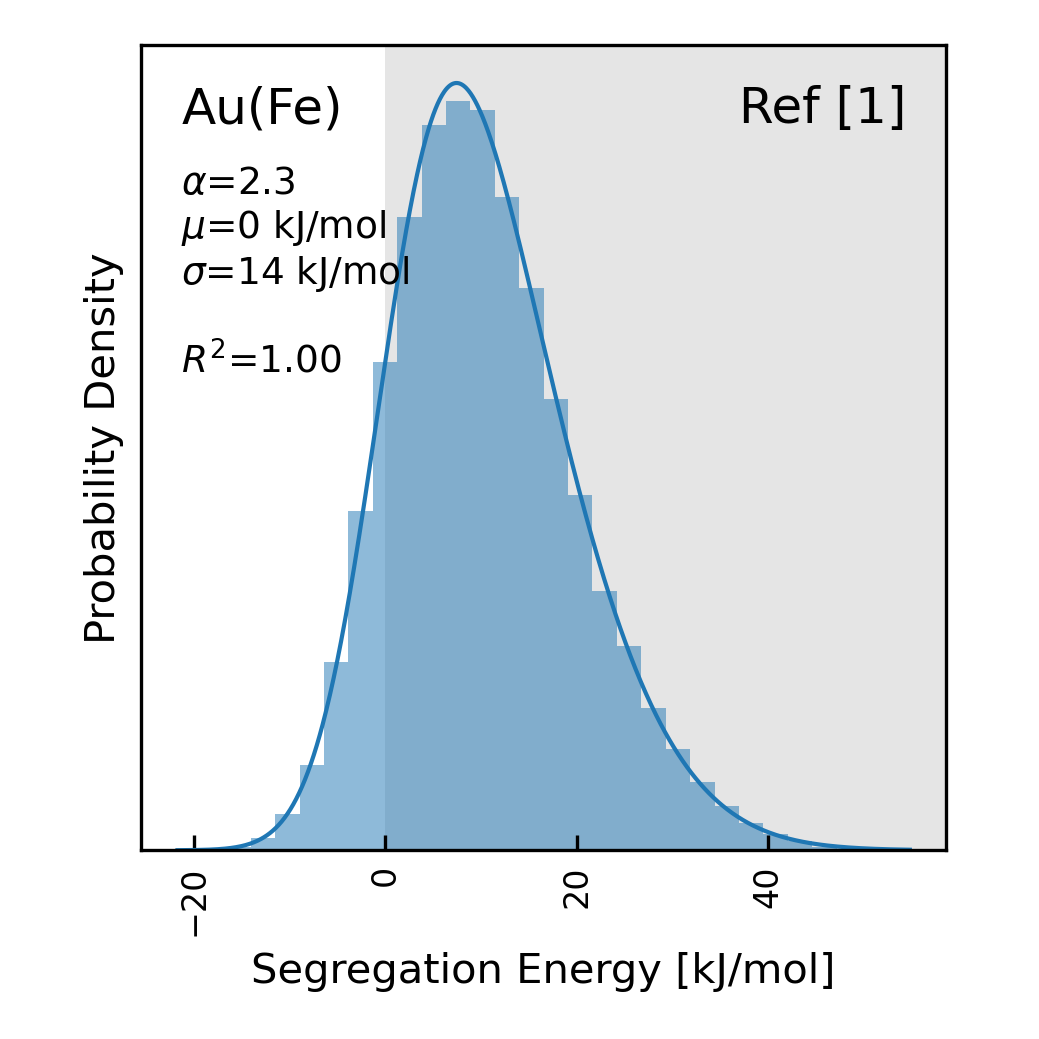 Au(Fe)
Ref [1]
α=2.3
μ=0 kJ/mol
σ=14 kJ/mol
R²=1.00
Probability Density
−20
0
20
40
Segregation Energy [kJ/mol]